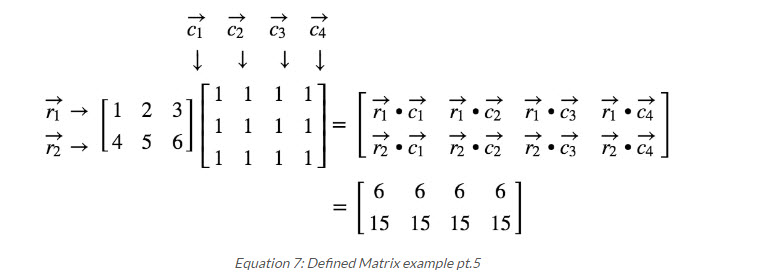 c₁⃗ c₂⃗ c₃⃗ c₄⃗
↓ ↓ ↓ ↓
r₁⃗ → [1 2 3] [1 1 1 1] = [r₁⃗ • c₁⃗ r₁⃗ • c₂⃗ r₁⃗ • c₃⃗ r₁⃗ • c₄⃗]
r₂⃗ → [4 5 6] [1 1 1 1] [r₂⃗ • c₁⃗ r₂⃗ • c₂⃗ r₂⃗ • c₃⃗ r₂⃗ • c₄⃗]
[1 1 1 1]
= [6 6 6 6]
[15 15 15 15]
Equation 7: Defined Matrix example pt.5